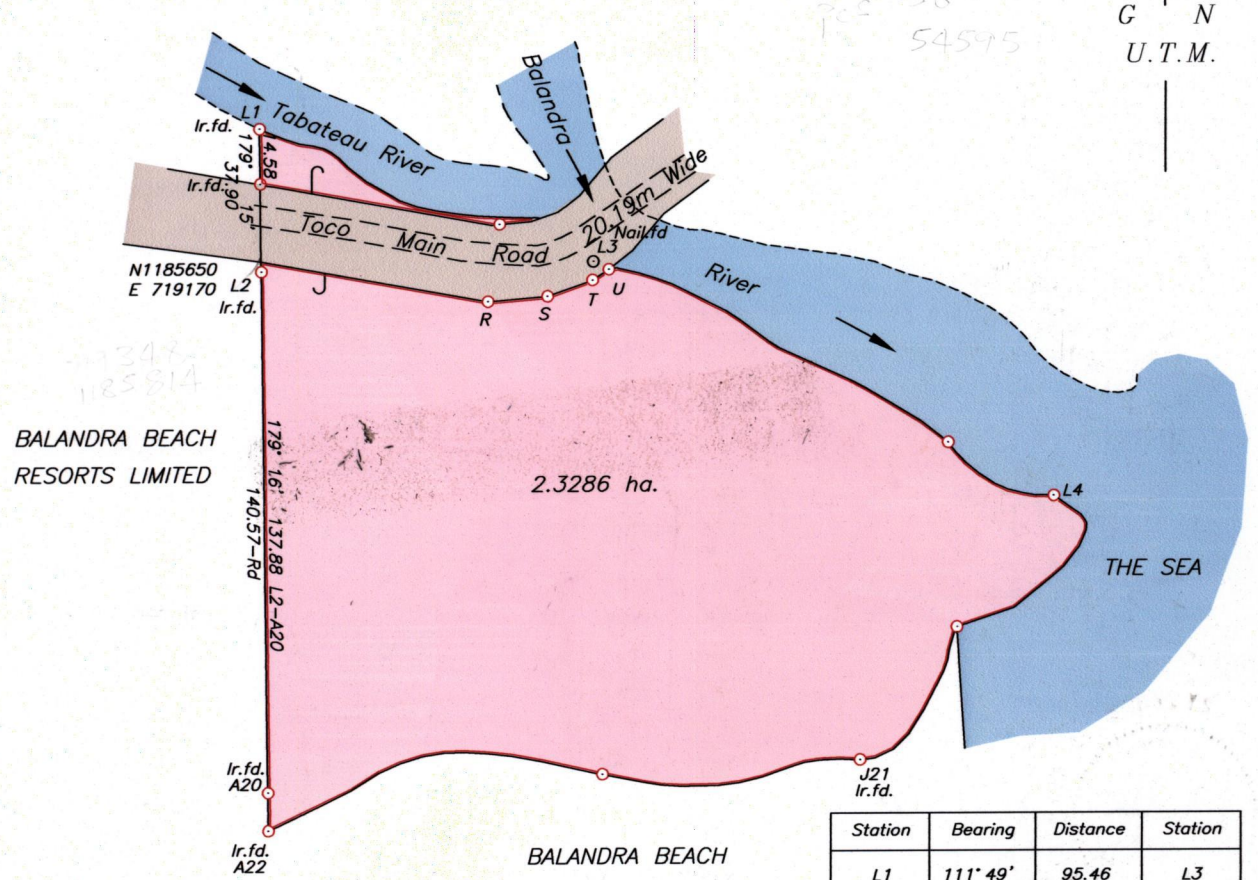 G N
U.T.M.
54595
Balandra
L1
Ir.fd.
Tabateau River
14.58
179° 15'
37.90
Ir.fd.
20.19m Wide
Toco Main Road
Nail.fd
L3
N1185650
E 719170
L2
Ir.fd.
R
S
T
U
River
1185814
BALANDRA BEACH
RESORTS LIMITED
179° 16' 137.88 L2-A20
140.57-Rd
2.3286 ha.
L4
THE SEA
Ir.fd.
A20
J21
Ir.fd.
Ir.fd.
A22
BALANDRA BEACH
Station Bearing Distance Station
L1 111° 49' 95.46 L3